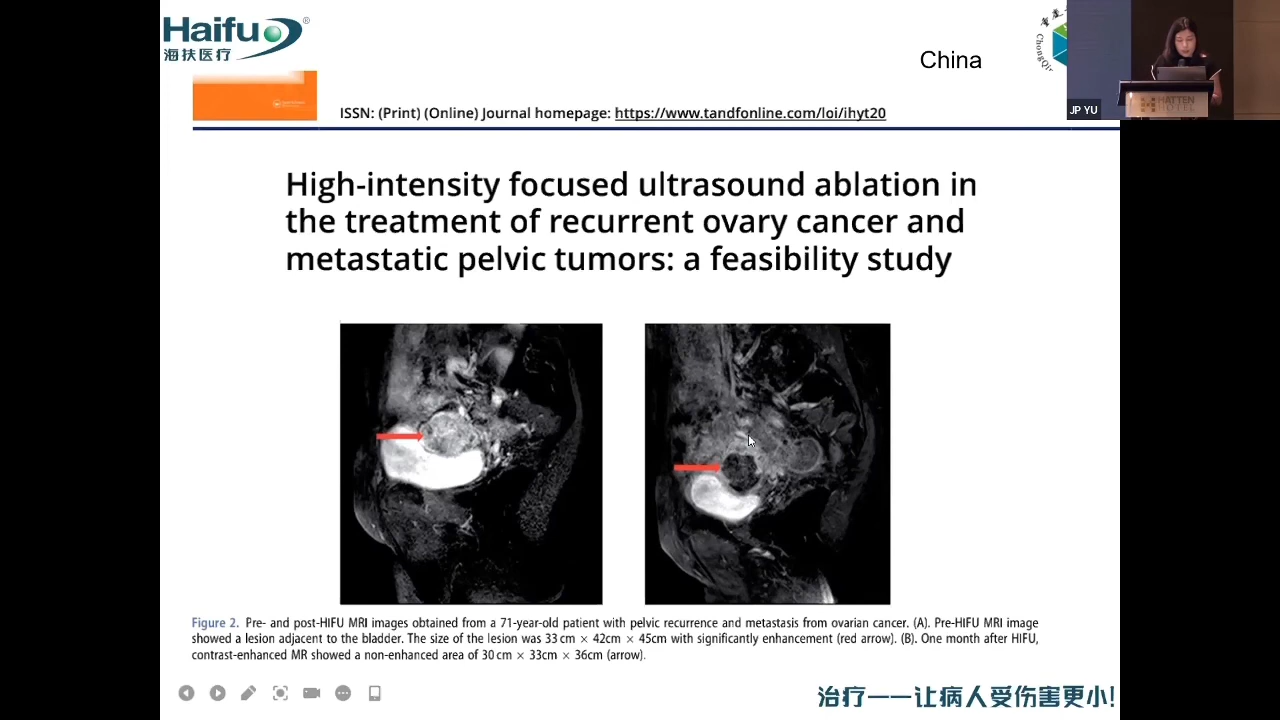 Haifu®
海扶医疗
China
ChongQin
JP YU
HATTEN
HOTEL
ISSN: (Print) (Online) Journal homepage: https://www.tandfonline.com/loi/ihyt20
High-intensity focused ultrasound ablation in
the treatment of recurrent ovary cancer and
metastatic pelvic tumors: a feasibility study
Figure 2. Pre- and post-HIFU MRI images obtained from a 71-year-old patient with pelvic recurrence and metastasis from ovarian cancer. (A). Pre-HIFU MRI image
showed a lesion adjacent to the bladder. The size of the lesion was 33 cm × 42cm × 45cm with significantly enhancement (red arrow). (B). One month after HIFU,
contrast-enhanced MR showed a non-enhanced area of 30 cm × 33cm × 36cm (arrow).
治疗——让病人受伤害更小!